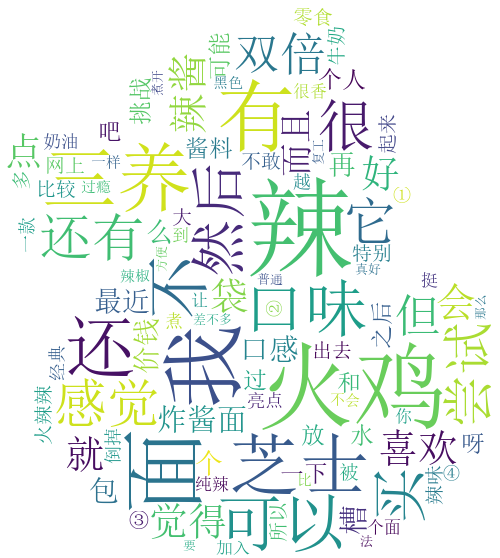 零食
双倍
牛奶
有
很
辣酱
可能
黑色
煮开
很香
个人
挑战
而且
不敢
复工
起来
吧
酱料
奶油
点
三养
网上
一样
多
比较
过瘾
再
好
越
①
还有
然后
辣
它
一款
么
到
大
特别
辣椒
方便
普通
真好
不
袋
口味
最近
让
②
之后
但
会
挺
那么
还
我
价钱
煮
差不多
口感
出去
尝试
经典
火辣辣
感觉
过
火鸡
和
亮点
不会
炸酱面
放
水
你
就
倒掉
面
芝士
喜欢
呀
个
一下
被
买
辣味
④
包
纯辣
比
③
觉得
可以
所以
槽
个面
要
加入
法